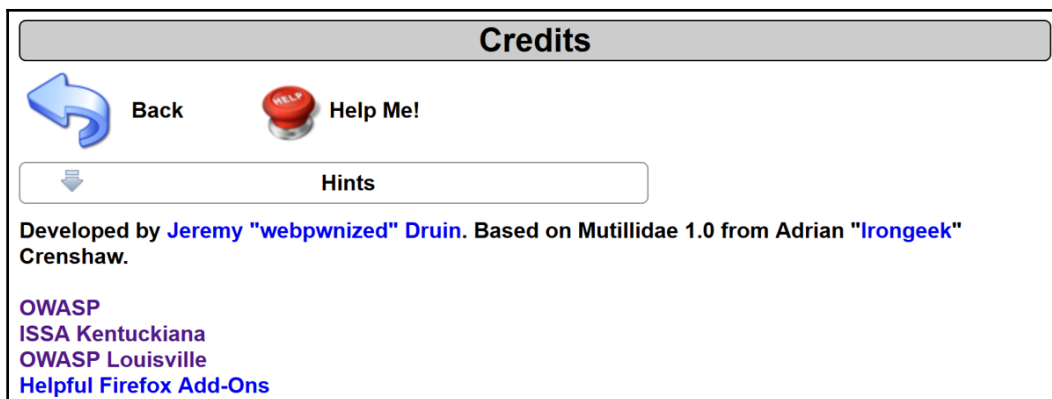 Credits
Back
HELP
Help Me!
Hints
Developed by Jeremy "webpwnized" Druin. Based on Mutillidae 1.0 from Adrian "Irongeek"
Crenshaw.
OWASP
ISSA Kentuckiana
OWASP Louisville
Helpful Firefox Add-Ons